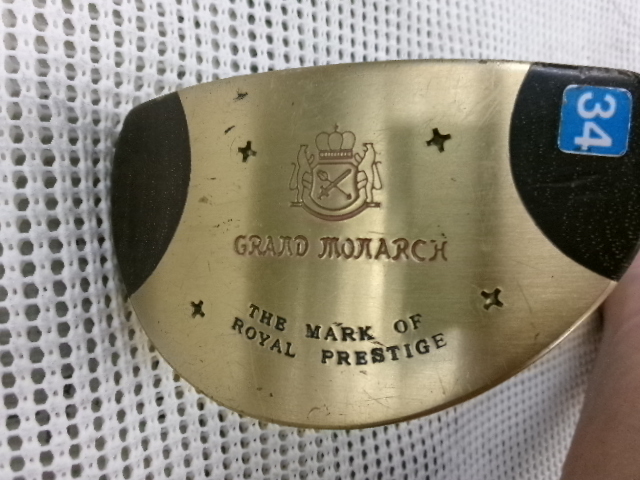 34
GRAND MONARCH
THE MARK OF
ROYAL PRESTIGE